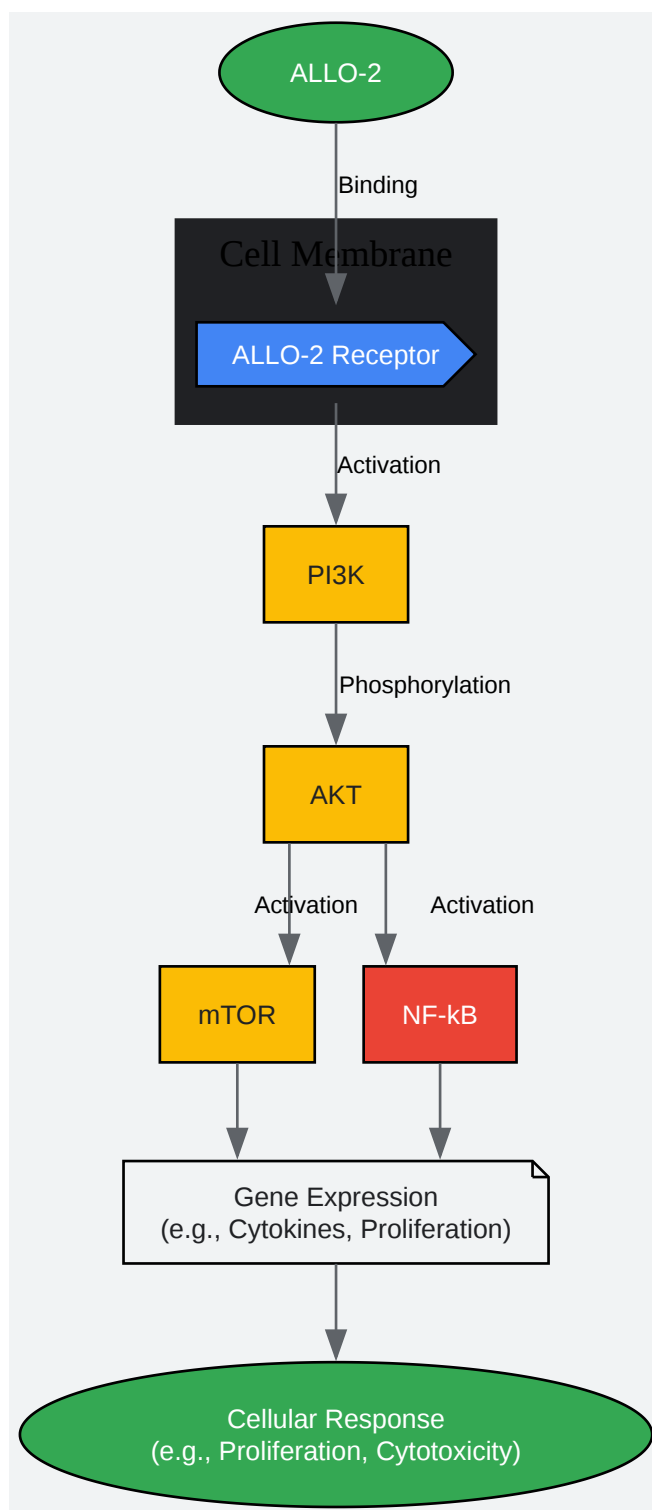 ALLO-2
Binding
Cell Membrane
ALLO-2 Receptor
Activation
PI3K
Phosphorylation
AKT
Activation
Activation
mTOR
NF-kB
Gene Expression
(e.g., Cytokines, Proliferation)
Cellular Response
(e.g., Proliferation, Cytotoxicity)